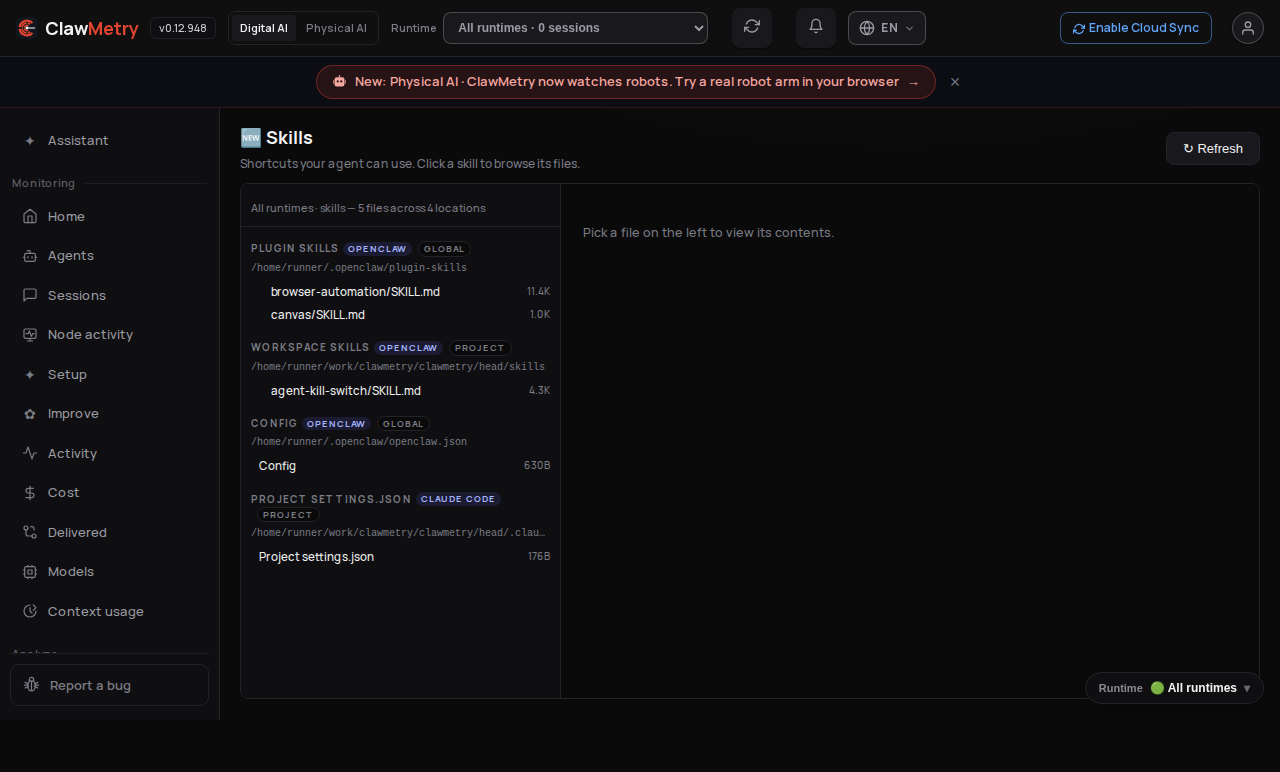 ClawMetry v0.12.948 Digital AI Physical AI Runtime All runtimes · 0 sessions EN Enable Cloud Sync
New: Physical AI · ClawMetry now watches robots. Try a real robot arm in your browser → ×
Assistant
Monitoring
Home
Agents
Sessions
Node activity
Setup
Improve
Activity
Cost
Delivered
Models
Context usage
Analyze
Report a bug
NEW Skills
Shortcuts your agent can use. Click a skill to browse its files.
↻ Refresh
All runtimes · skills — 5 files across 4 locations
PLUGIN SKILLS OPENCLAW GLOBAL
/home/runner/.openclaw/plugin-skills
browser-automation/SKILL.md 11.4K
canvas/SKILL.md 1.0K
WORKSPACE SKILLS OPENCLAW PROJECT
/home/runner/work/clawmetry/clawmetry/head/skills
agent-kill-switch/SKILL.md 4.3K
CONFIG OPENCLAW GLOBAL
/home/runner/.openclaw/openclaw.json
Config 630B
PROJECT SETTINGS.JSON CLAUDE CODE
PROJECT
/home/runner/work/clawmetry/clawmetry/head/.clau…
Project settings.json 176B
Pick a file on the left to view its contents.
Runtime All runtimes ▾